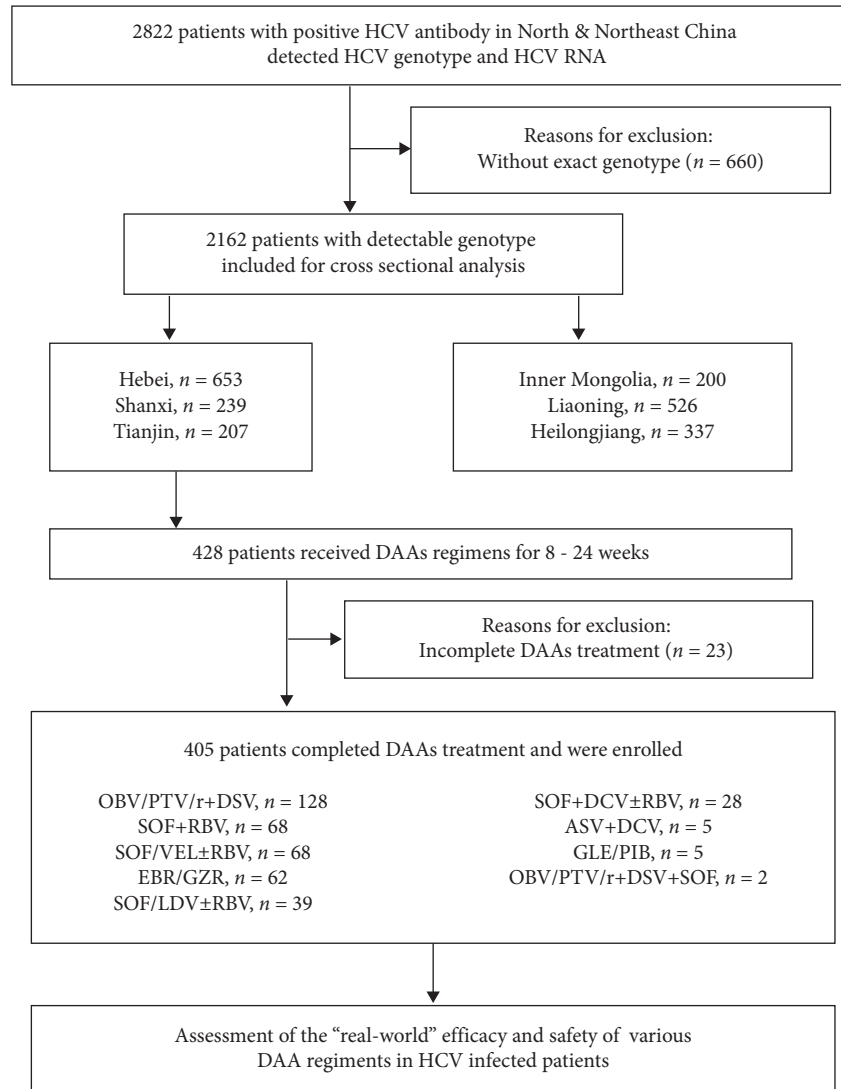 2822 patients with positive HCV antibody in North & Northeast China
detected HCV genotype and HCV RNA
Reasons for exclusion:
Without exact genotype (n = 660)
2162 patients with detectable genotype
included for cross sectional analysis
Hebei, n = 653
Shanxi, n = 239
Tianjin, n = 207
Inner Mongolia, n = 200
Liaoning, n = 526
Heilongjiang, n = 337
428 patients received DAAs regimens for 8 - 24 weeks
Reasons for exclusion:
Incomplete DAAs treatment (n = 23)
405 patients completed DAAs treatment and were enrolled
OBV/PTV/r+DSV, n = 128
SOF+RBV, n = 68
SOF/VEL±RBV, n = 68
EBR/GZR, n = 62
SOF/LDV±RBV, n = 39
SOF+DCV±RBV, n = 28
ASV+DCV, n = 5
GLE/PIB, n = 5
OBV/PTV/r+DSV+SOF, n = 2
Assessment of the “real-world” efficacy and safety of various
DAA regiments in HCV infected patients